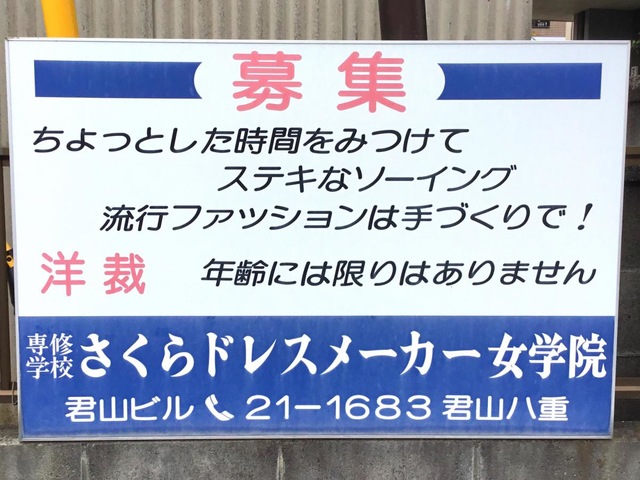 募集
ちょっとした時間をみつけて
ステキなソーイング
流行ファッションは手づくりで！
洋裁 年齢には限りはありません
専修学校 さくらドレスメーカー女学院
君山ビル 21-1683 君山八重